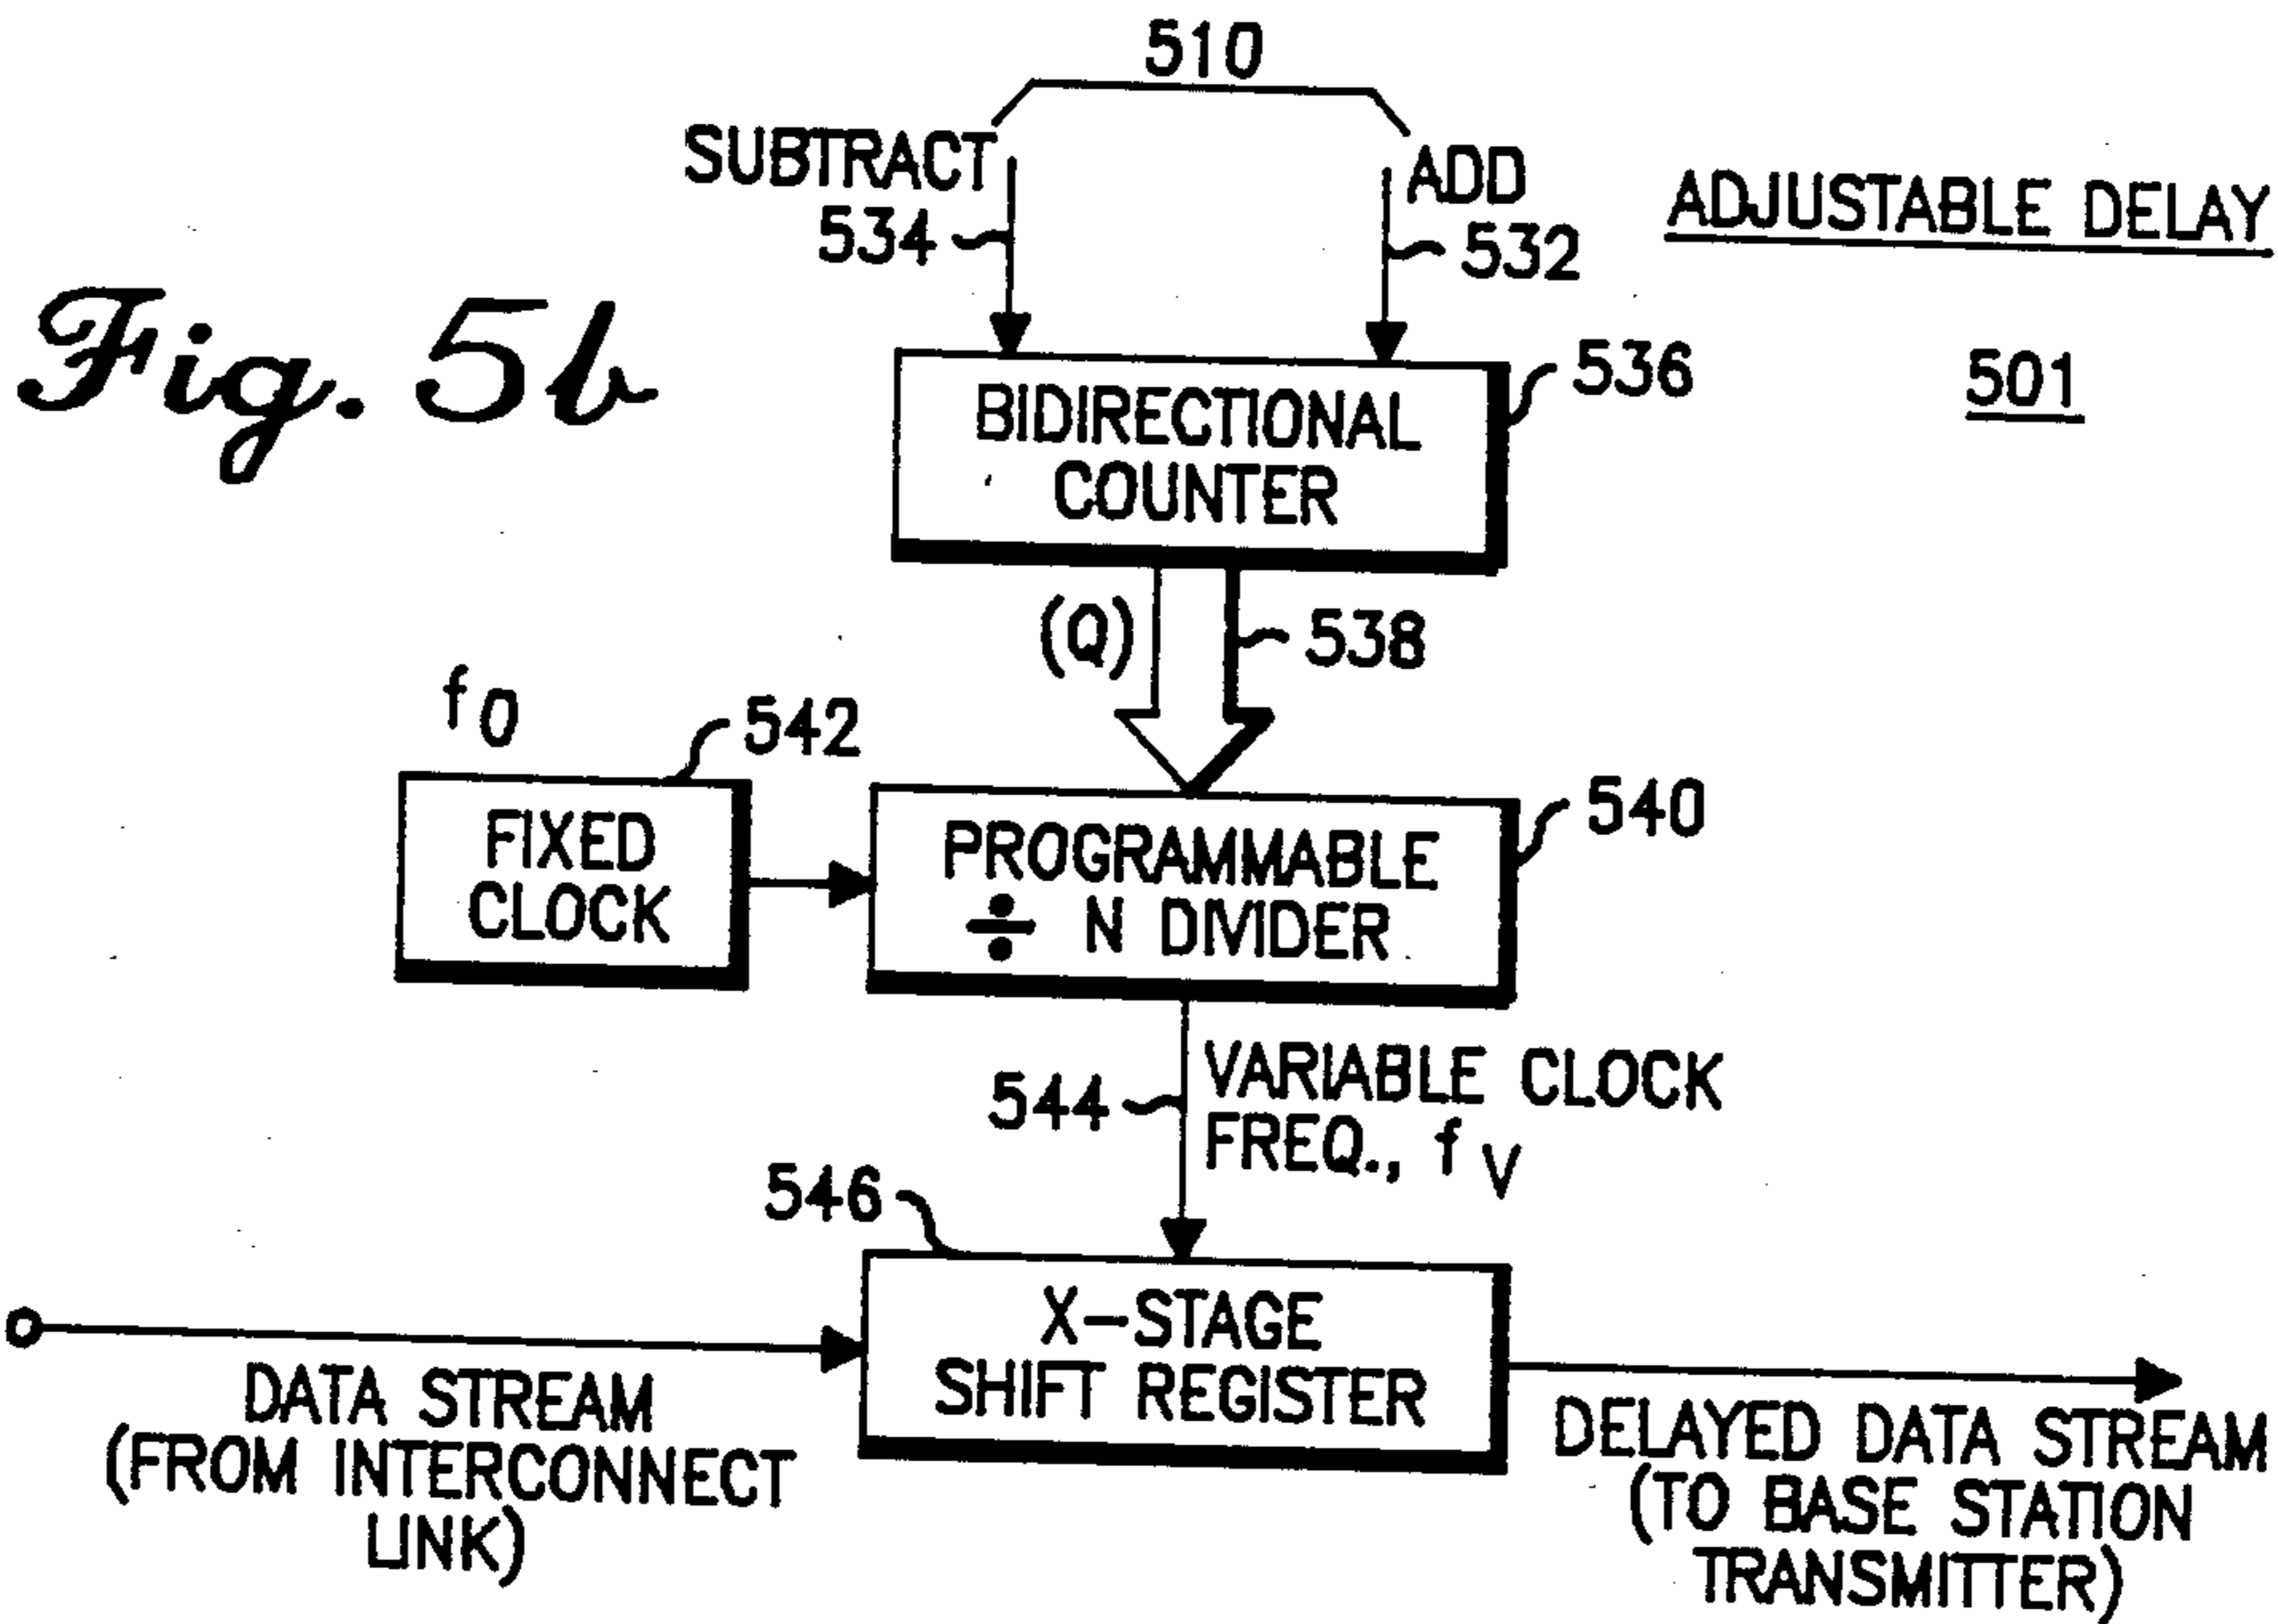 510
SUBTRACT
ADD
ADJUSTABLE DELAY
534
532
Fig. 5b
536
501
BIDIRECTIONAL
COUNTER
(Q)
538
f0
542
540
FIXED
CLOCK
PROGRAMMABLE
÷ N DIVIDER
544
VARIABLE CLOCK
FREQ., fV
546
X-STAGE
SHIFT REGISTER
DATA STREAM
(FROM INTERCONNECT
LINK)
DELAYED DATA STREAM
(TO BASE STATION
TRANSMITTER)